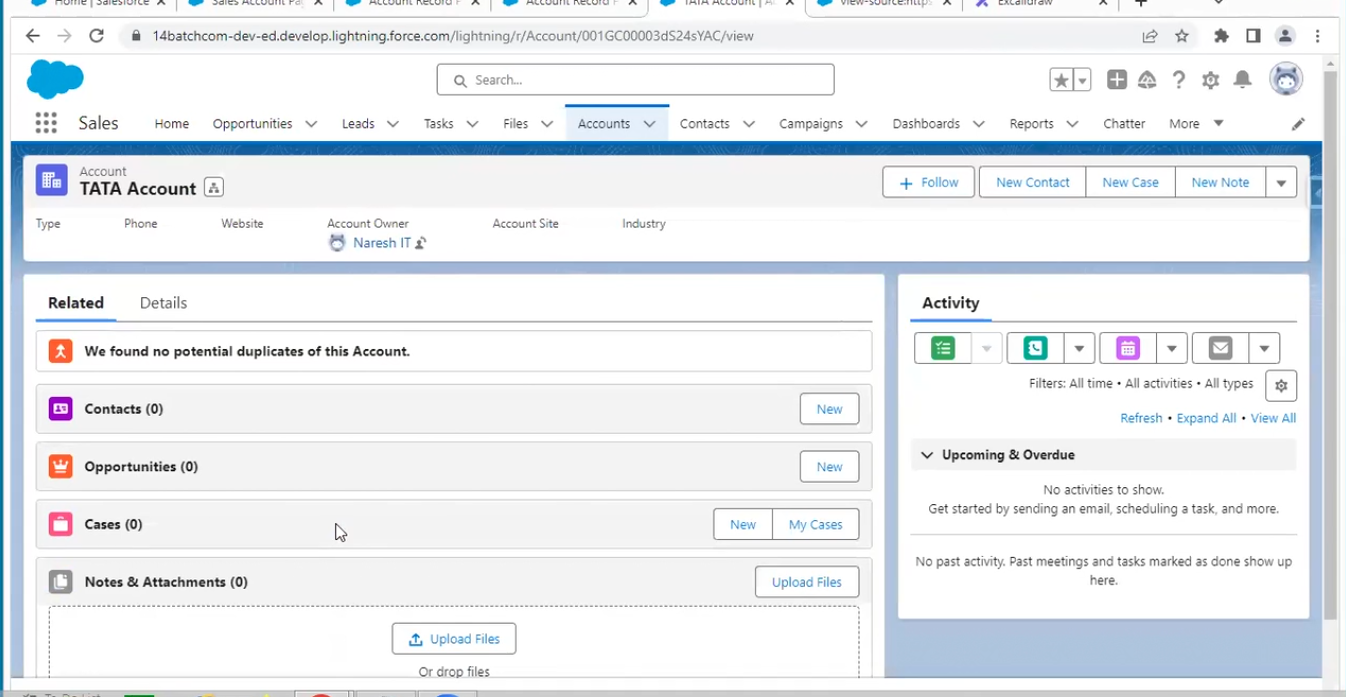 Home | Salesforce
Sales Account Pa
Account Record P
Account Record P
TATA Account | A
view-source:https
Excalidraw
14batchcom-dev-ed.develop.lightning.force.com/lightning/r/Account/001GC00003dS24sYAC/view
Search...
Sales Home Opportunities Leads Tasks Files Accounts Contacts Campaigns Dashboards Reports Chatter More
Account
TATA Account
+ Follow New Contact New Case New Note
Type Phone Website Account Owner Account Site Industry
Naresh IT
Related Details
We found no potential duplicates of this Account.
Contacts (0) New
Opportunities (0) New
Cases (0) New My Cases
Notes & Attachments (0) Upload Files
Upload Files
Or drop files
Activity
Filters: All time • All activities • All types
Refresh • Expand All • View All
Upcoming & Overdue
No activities to show.
Get started by sending an email, scheduling a task, and more.
No past activity. Past meetings and tasks marked as done show up
here.
To Do List